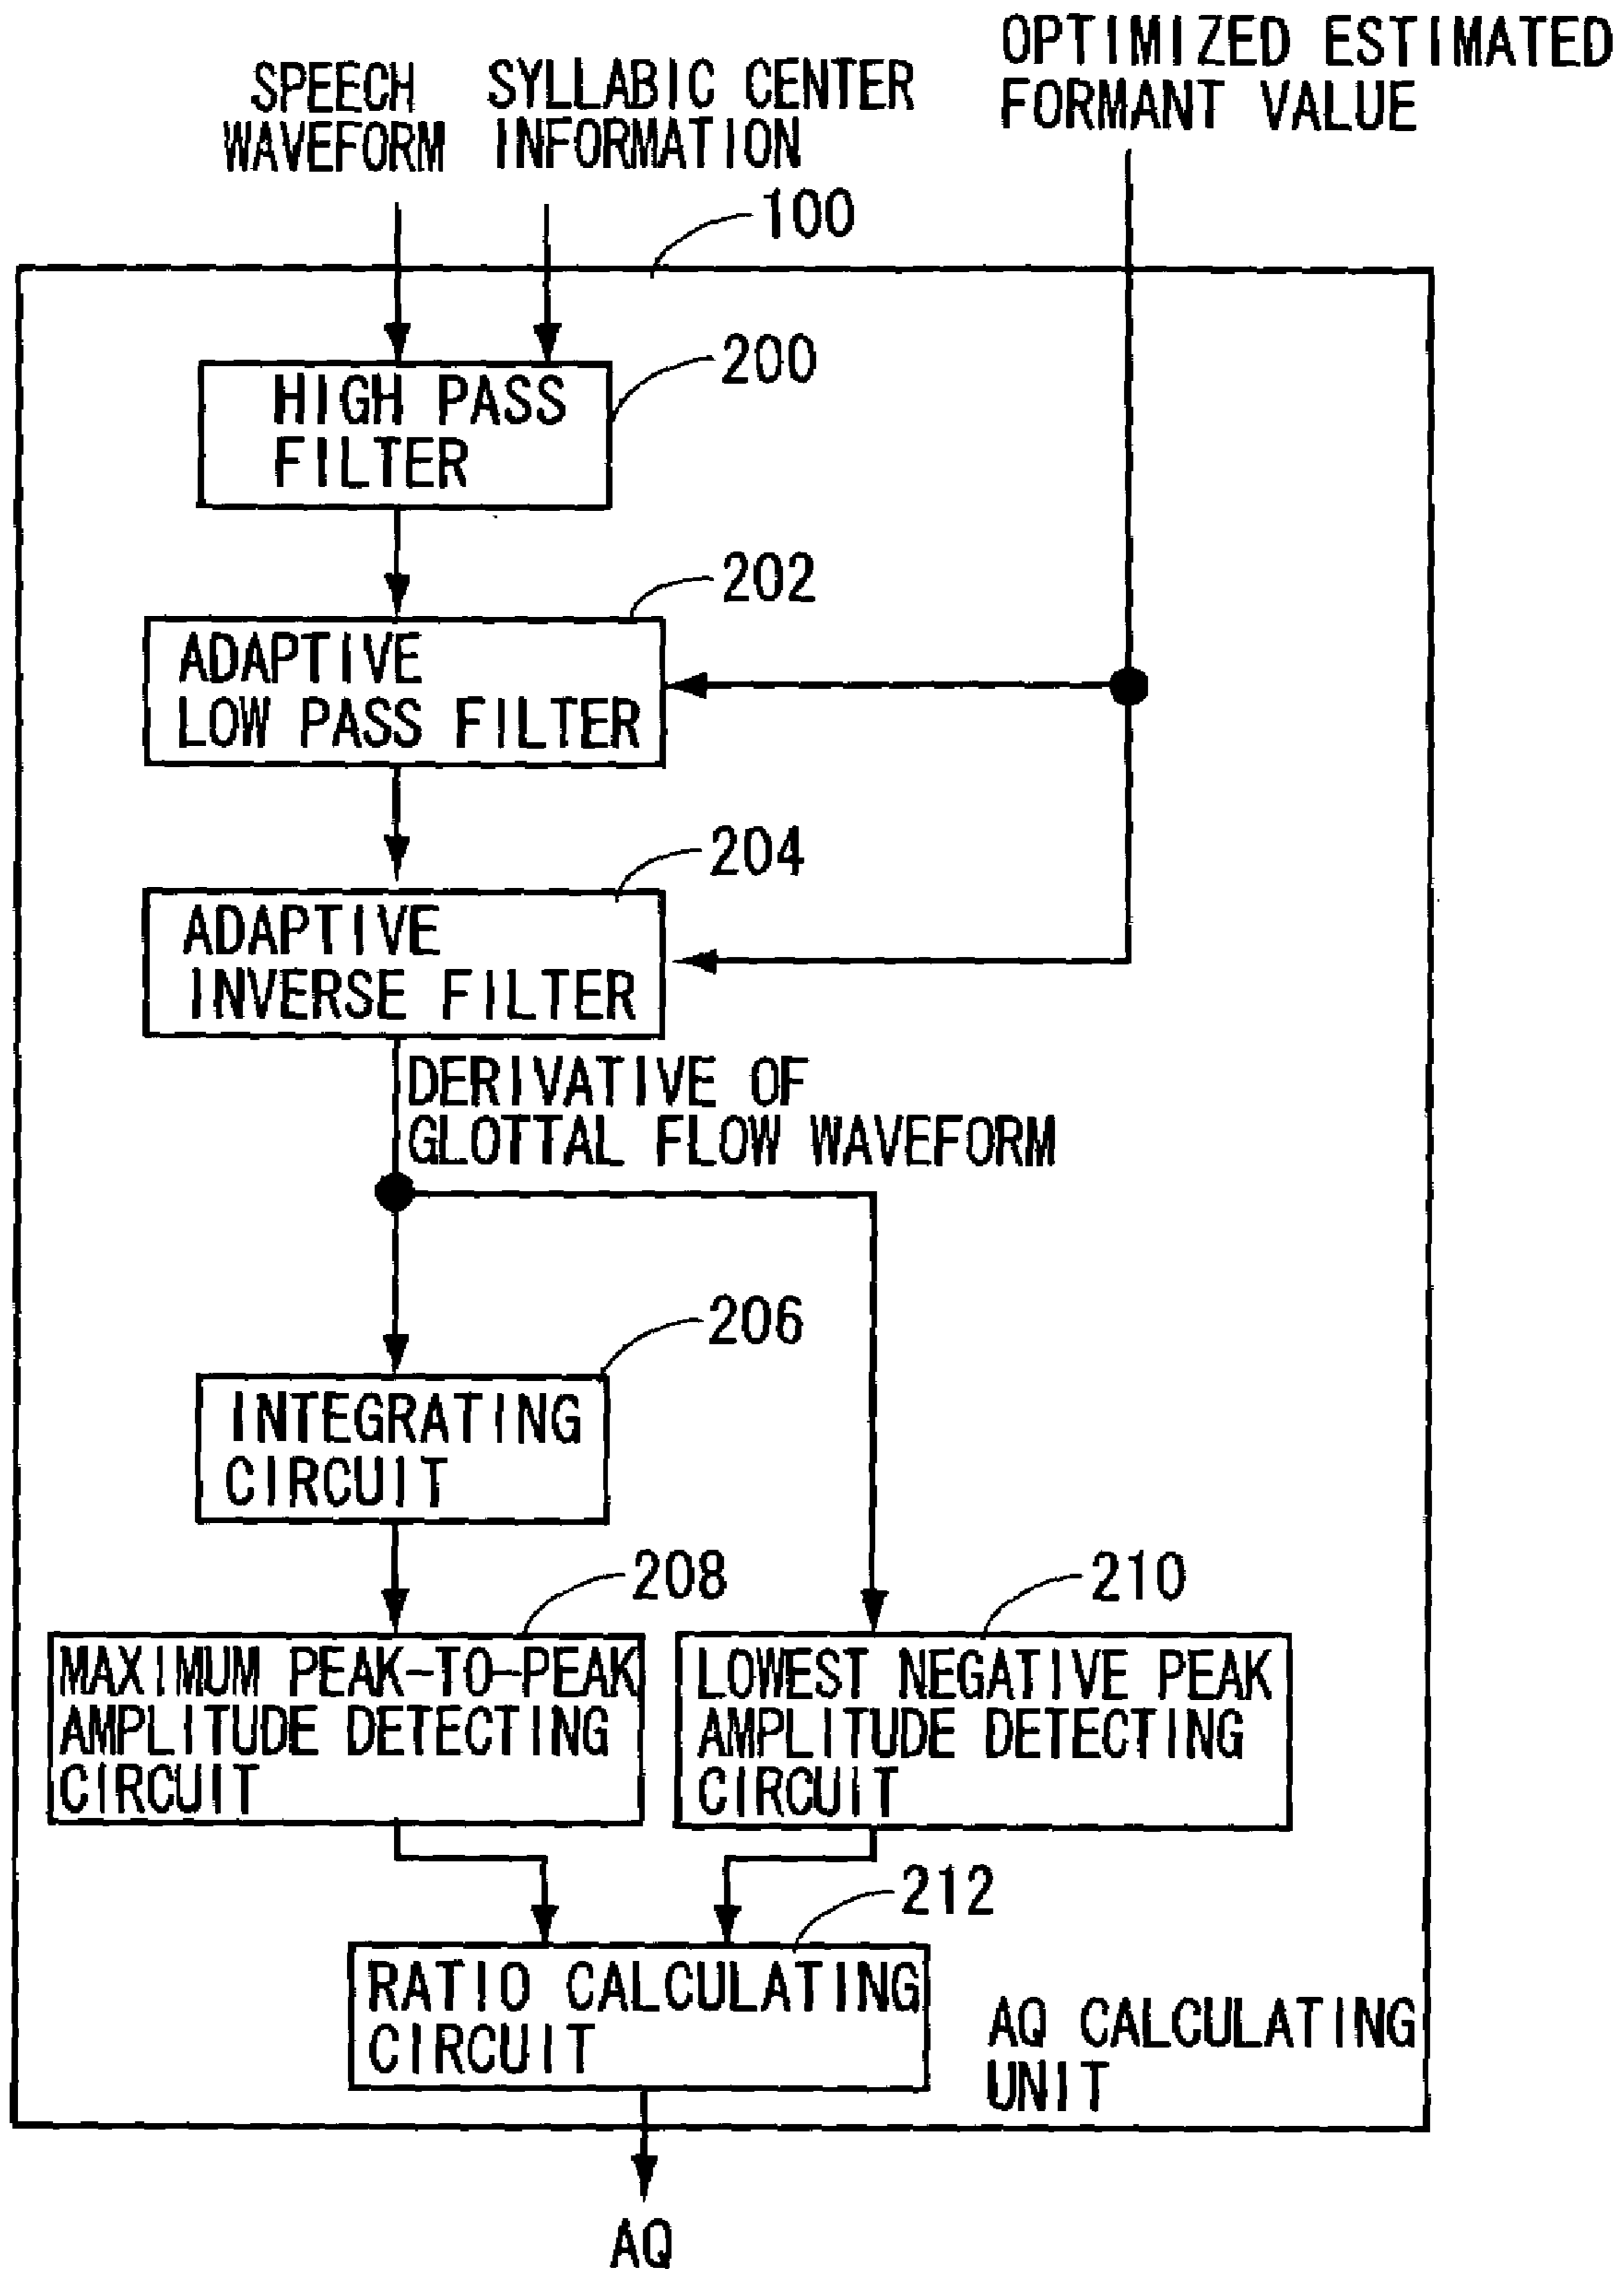 OPTIMIZED ESTIMATED
FORMANT VALUE
SPEECH
WAVEFORM
SYLLABIC CENTER
INFORMATION
100
200
HIGH PASS
FILTER
202
ADAPTIVE
LOW PASS FILTER
204
ADAPTIVE
INVERSE FILTER
DERIVATIVE OF
GLOTTAL FLOW WAVEFORM
206
INTEGRATING
CIRCUIT
208
MAXIMUM PEAK-TO-PEAK
AMPLITUDE DETECTING
CIRCUIT
210
LOWEST NEGATIVE PEAK
AMPLITUDE DETECTING
CIRCUIT
212
RATIO CALCULATING
CIRCUIT
AQ CALCULATING
UNIT
AQ